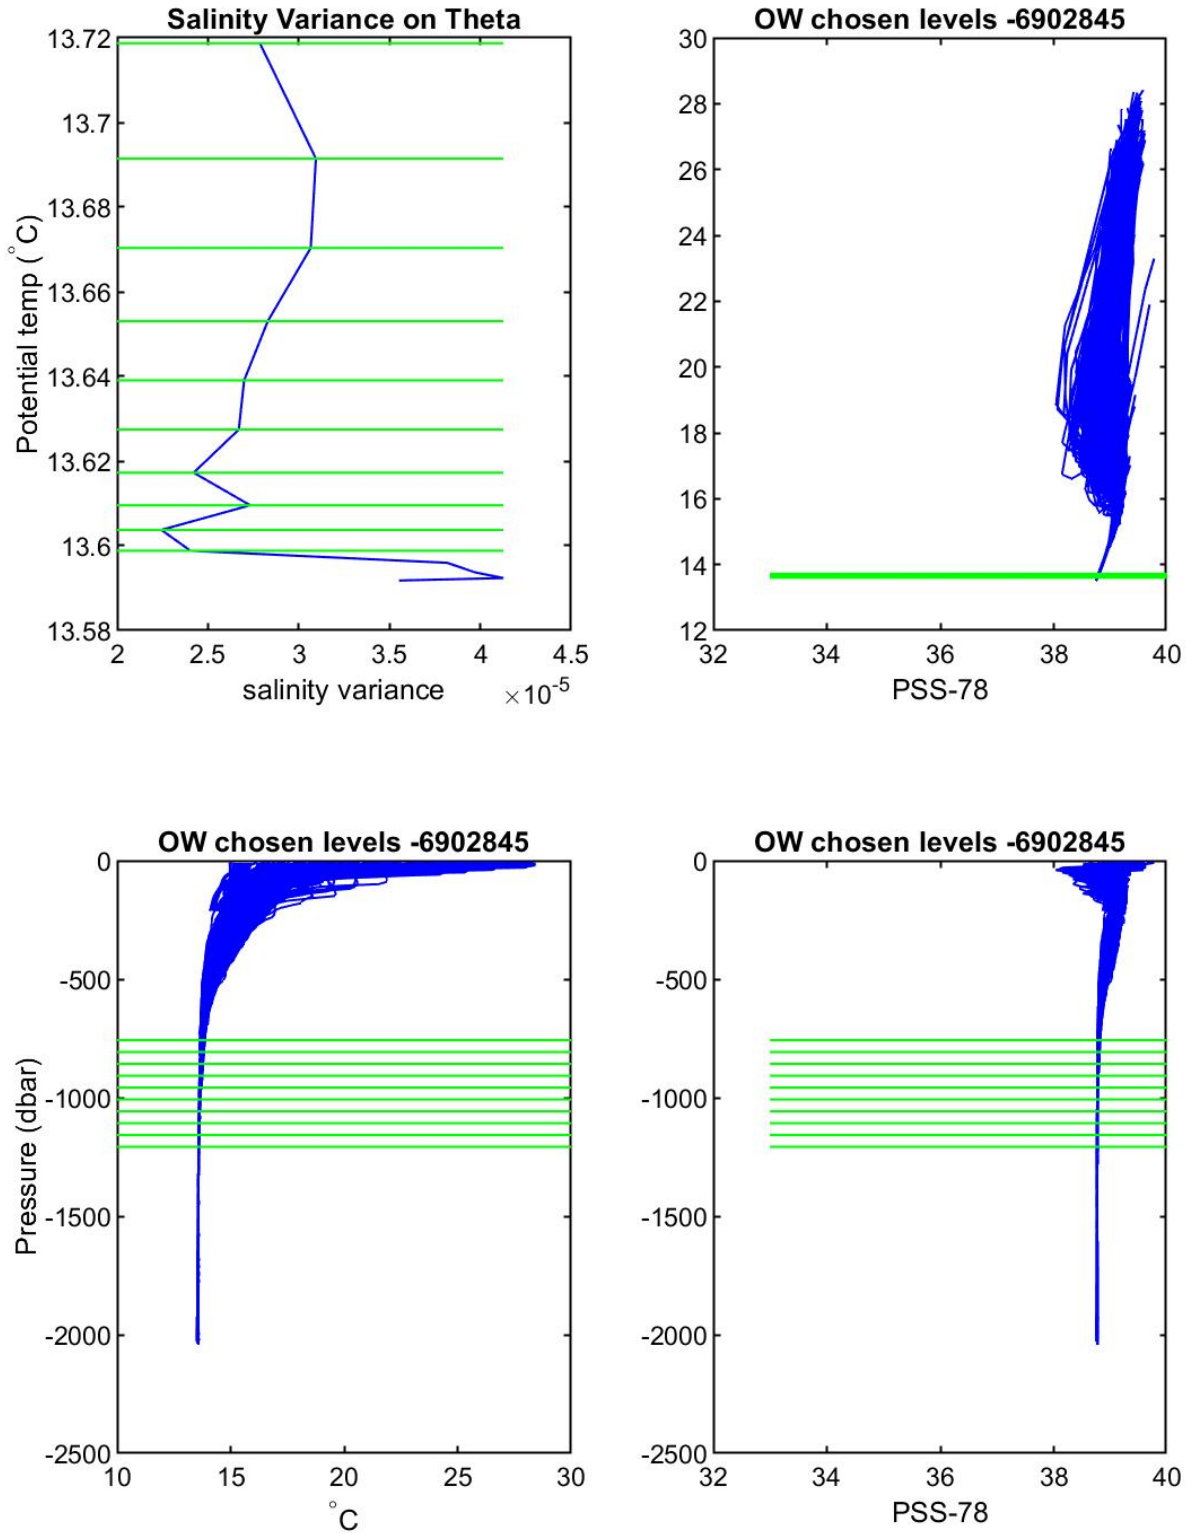 Salinity Variance on Theta
13.72
13.7
13.68
13.66
13.64
13.62
13.6
13.58
Potential temp (°C)
2 2.5 3 3.5 4 4.5
salinity variance
×10-5
OW chosen levels -6902845
30
28
26
24
22
20
18
16
14
12
32 34 36 38 40
PSS-78
OW chosen levels -6902845
0
-500
-1000
-1500
-2000
-2500
Pressure (dbar)
10 15 20 25 30
°C
OW chosen levels -6902845
0
-500
-1000
-1500
-2000
-2500
32 34 36 38 40
PSS-78